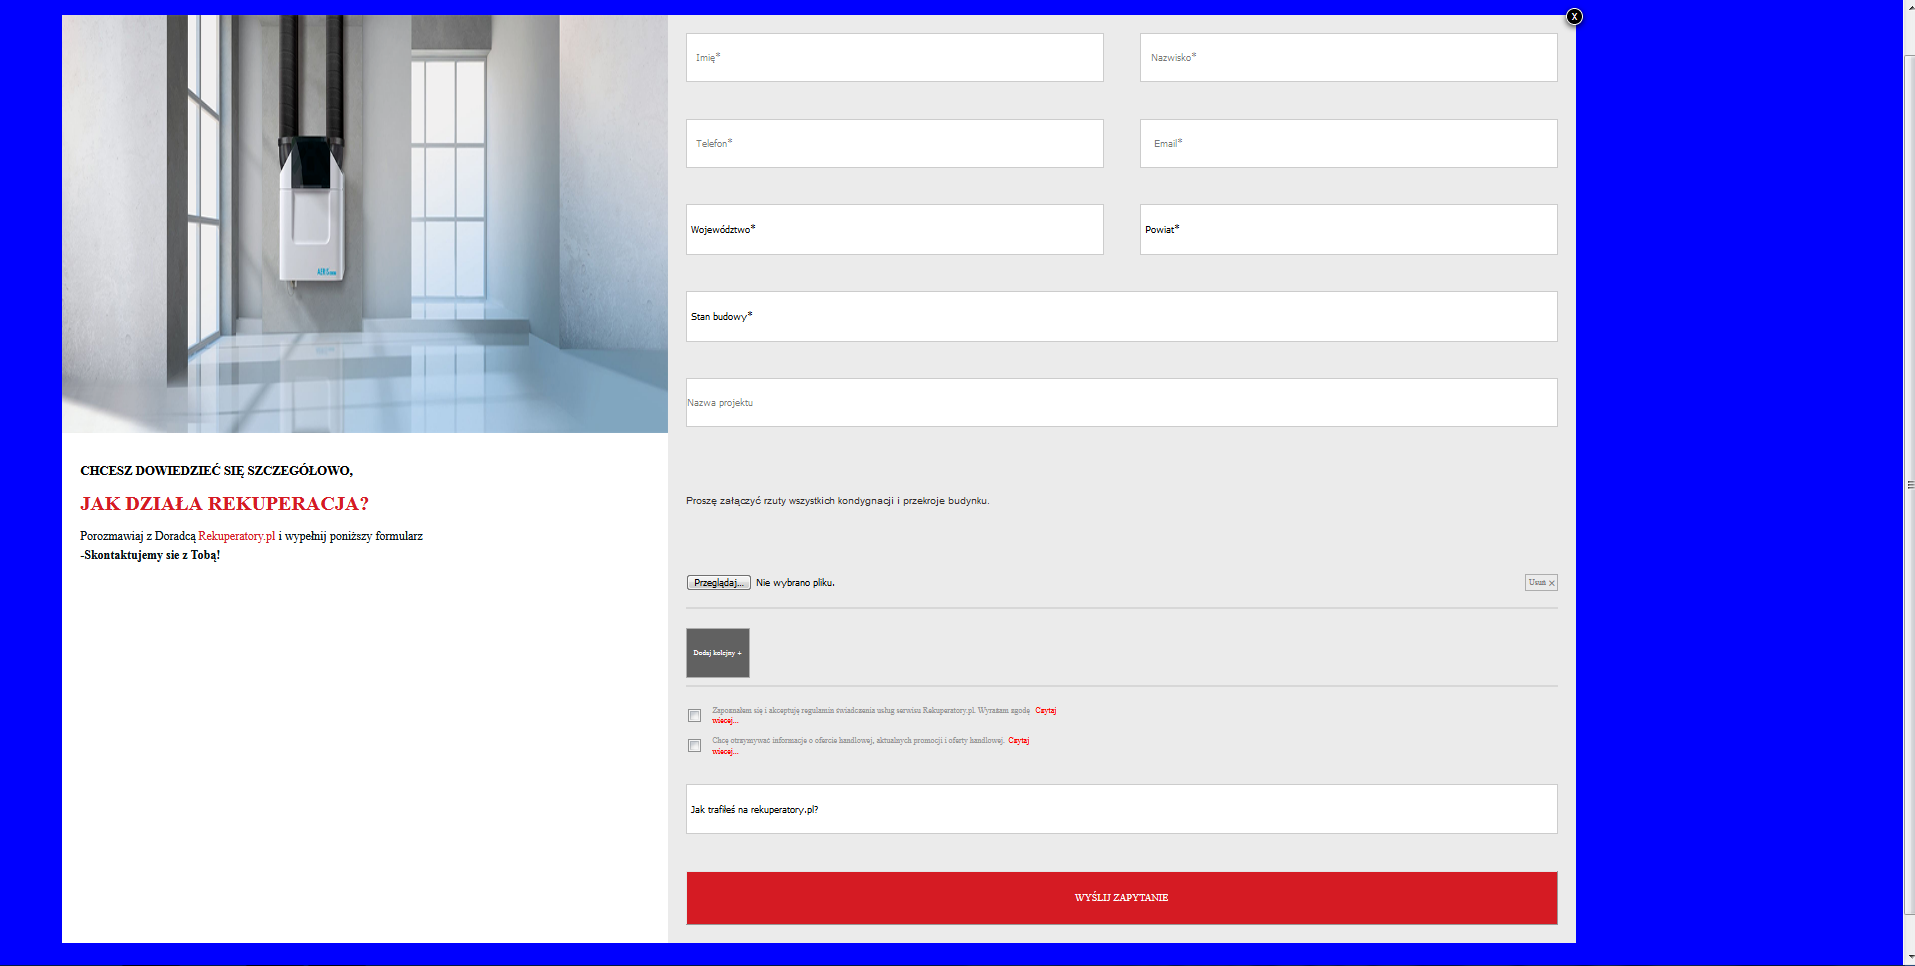 X
Imię*
Nazwisko*
Telefon*
Email*
Województwo*
Powiat*
Stan budowy*
Nazwa projektu
CHCESZ DOWIEDZIEĆ SIĘ SZCZEGÓŁOWO,
JAK DZIAŁA REKUPERACJA?
Porozmawiaj z Doradcą Rekuperatory.pl i wypełnij poniższy formularz
-Skontaktujemy sie z Tobą!
Proszę załączyć rzuty wszystkich kondygnacji i przekroje budynku.
Przeglądaj... Nie wybrano pliku.
Usuń ×
Dodaj kolejny +
Zapoznałem się i akceptuję regulamin świadczenia usług serwisu Rekuperatory.pl. Wyrażam zgodę Czytaj
wiecej...
Chcę otrzymywać informacje o ofercie handlowej, aktualnych promocji i oferty handlowej. Czytaj
wiecej...
Jak trafiłeś na rekuperatory.pl?
WYŚLIJ ZAPYTANIE